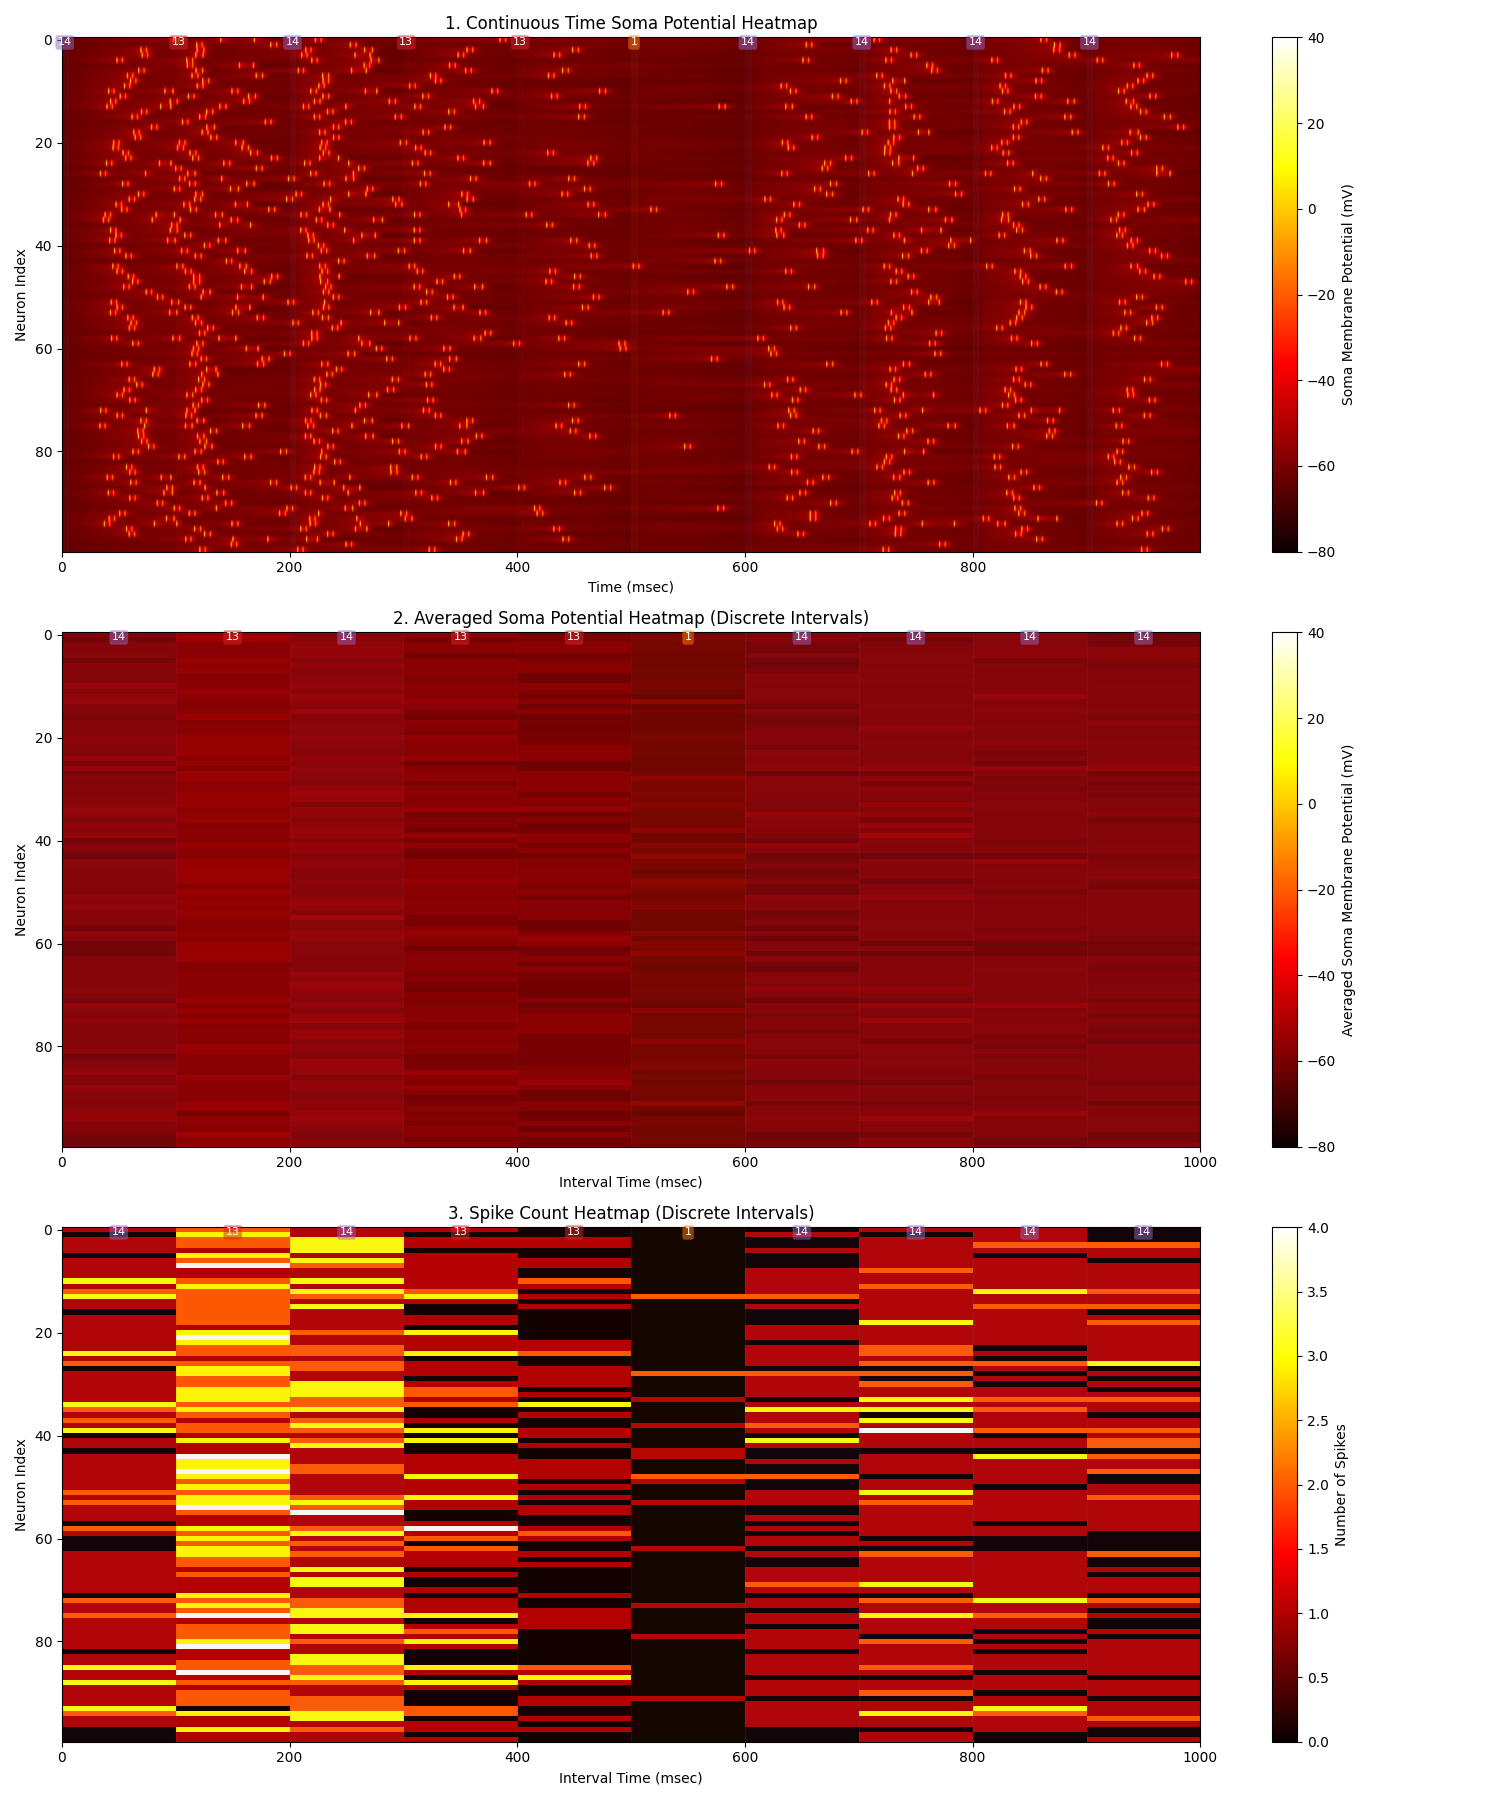 1. Continuous Time Soma Potential Heatmap
14 13 14 13 13 1 14 14 14 14
0
20
40
60
80
Neuron Index
0 200 400 600 800
Time (msec)
40
20
0
−20
−40
−60
−80
Soma Membrane Potential (mV)
2. Averaged Soma Potential Heatmap (Discrete Intervals)
14 13 14 13 13 1 14 14 14 14
0
20
40
60
80
Neuron Index
0 200 400 600 800 1000
Interval Time (msec)
40
20
0
−20
−40
−60
−80
Averaged Soma Membrane Potential (mV)
3. Spike Count Heatmap (Discrete Intervals)
14 13 14 13 13 1 14 14 14 14
0
20
40
60
80
Neuron Index
0 200 400 600 800 1000
Interval Time (msec)
4.0
3.5
3.0
2.5
2.0
1.5
1.0
0.5
0.0
Number of Spikes